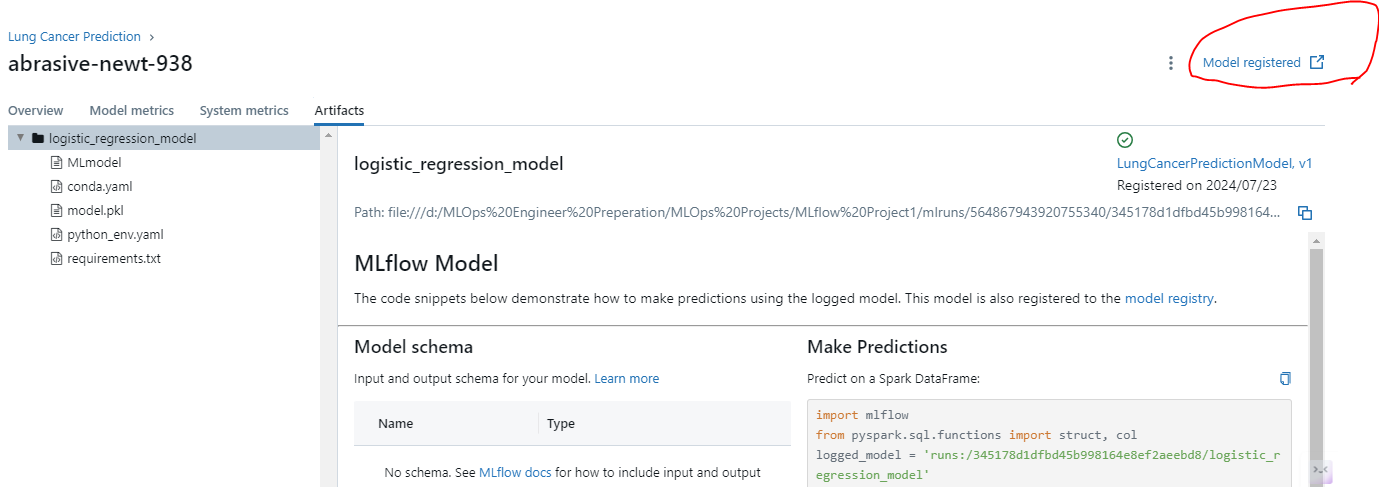 Lung Cancer Prediction >
abrasive-newt-938
Model registered
Overview Model metrics System metrics Artifacts
logistic_regression_model
MLmodel
conda.yaml
model.pkl
python_env.yaml
requirements.txt
logistic_regression_model
LungCancerPredictionModel, v1
Registered on 2024/07/23
Path: file:///d:/MLOps%20Engineer%20Preperation/MLOps%20Projects/MLflow%20Project1/mlruns/564867943920755340/345178d1dfbd45b998164...
MLflow Model
The code snippets below demonstrate how to make predictions using the logged model. This model is also registered to the model registry.
Model schema
Input and output schema for your model. Learn more
Name Type
No schema. See MLflow docs for how to include input and output
Make Predictions
Predict on a Spark DataFrame:
import mlflow
from pyspark.sql.functions import struct, col
logged_model = 'runs:/345178d1dfbd45b998164e8ef2aeebd8/logistic_r
egression_model'